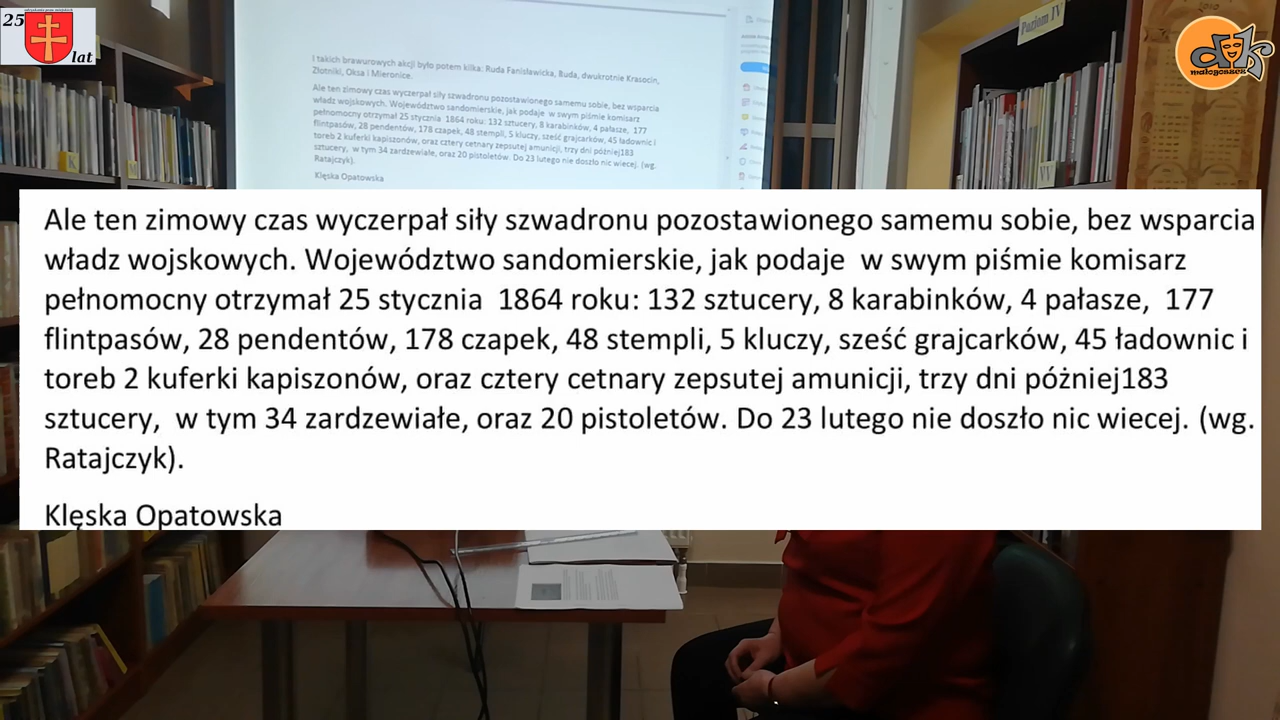 25
lat
małogoszcz
Poziom IV
I takich brawurowych akcji było potem kilka: Ruda Fanisławicka, Buda, dwukrotnie Krasocin,
Złotniki, Oksa i Mieronice.
Ale ten zimowy czas wyczerpał siły szwadronu pozostawionego samemu sobie, bez wsparcia
władz wojskowych. Województwo sandomierskie, jak podaje w swym piśmie komisarz
pełnomocny otrzymał 25 stycznia 1864 roku: 132 sztucery, 8 karabinków, 4 pałasze, 177
flintpasów, 28 pendentów, 178 czapek, 48 stempli, 5 kluczy, sześć grajcarków, 45 ładownic i
toreb 2 kuferki kapiszonów, oraz cztery cetnary zepsutej amunicji, trzy dni póżniej183
sztucery, w tym 34 zardzewiałe, oraz 20 pistoletów. Do 23 lutego nie doszło nic wiecej. (wg.
Ratajczyk).
Klęska Opatowska
Ale ten zimowy czas wyczerpał siły szwadronu pozostawionego samemu sobie, bez wsparcia
władz wojskowych. Województwo sandomierskie, jak podaje  w swym piśmie komisarz
pełnomocny otrzymał 25 stycznia  1864 roku: 132 sztucery, 8 karabinków, 4 pałasze,  177
flintpasów, 28 pendentów, 178 czapek, 48 stempli, 5 kluczy, sześć grajcarków, 45 ładownic i
toreb 2 kuferki kapiszonów, oraz cztery cetnary zepsutej amunicji, trzy dni póżniej183
sztucery,  w tym 34 zardzewiałe, oraz 20 pistoletów. Do 23 lutego nie doszło nic wiecej. (wg.
Ratajczyk).
Klęska Opatowska